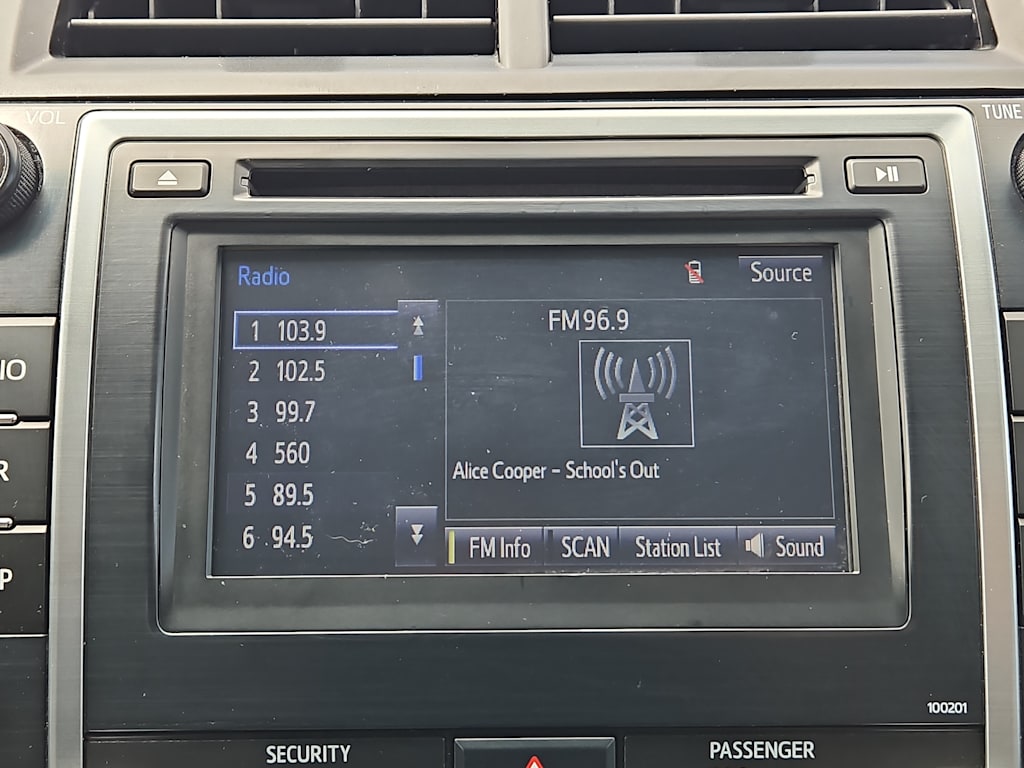 VOL
TUNE
Radio
Source
1 103.9
FM 96.9
2 102.5
3 99.7
4 560
Alice Cooper - School's Out
5 89.5
6 94.5
FM Info
SCAN
Station List
Sound
100201
SECURITY
PASSENGER